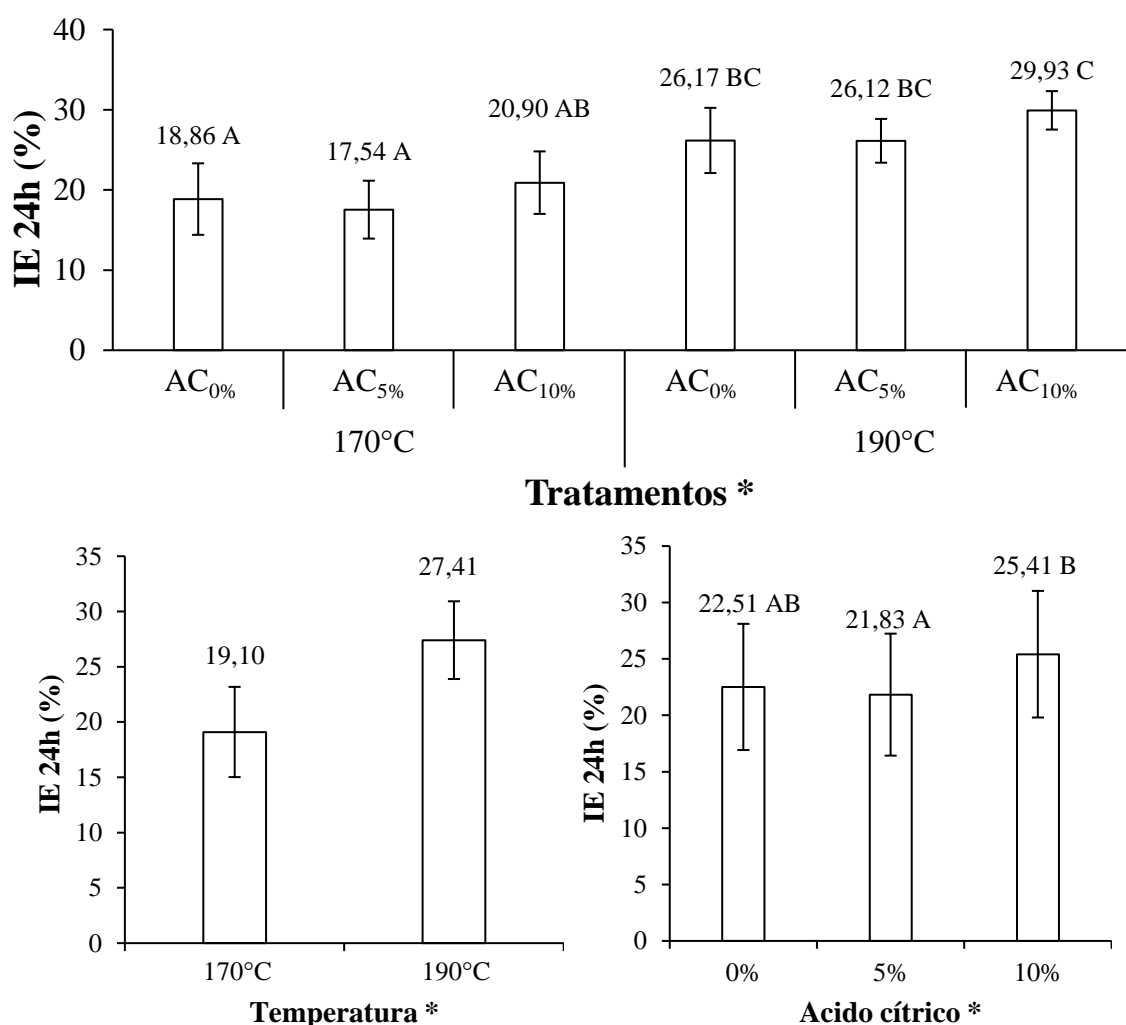 IE 24h (%)
40
30
20
10
0
18,86 A
17,54 A
20,90 AB
26,17 BC
26,12 BC
29,93 C
AC0%
AC5%
AC10%
AC0%
AC5%
AC10%
170°C
190°C
Tratamentos *
IE 24h (%)
35
30
25
20
15
10
5
0
19,10
27,41
170°C
190°C
Temperatura *
IE 24h (%)
35
30
25
20
15
10
5
0
22,51 AB
21,83 A
25,41 B
0%
5%
10%
Acido cítrico *